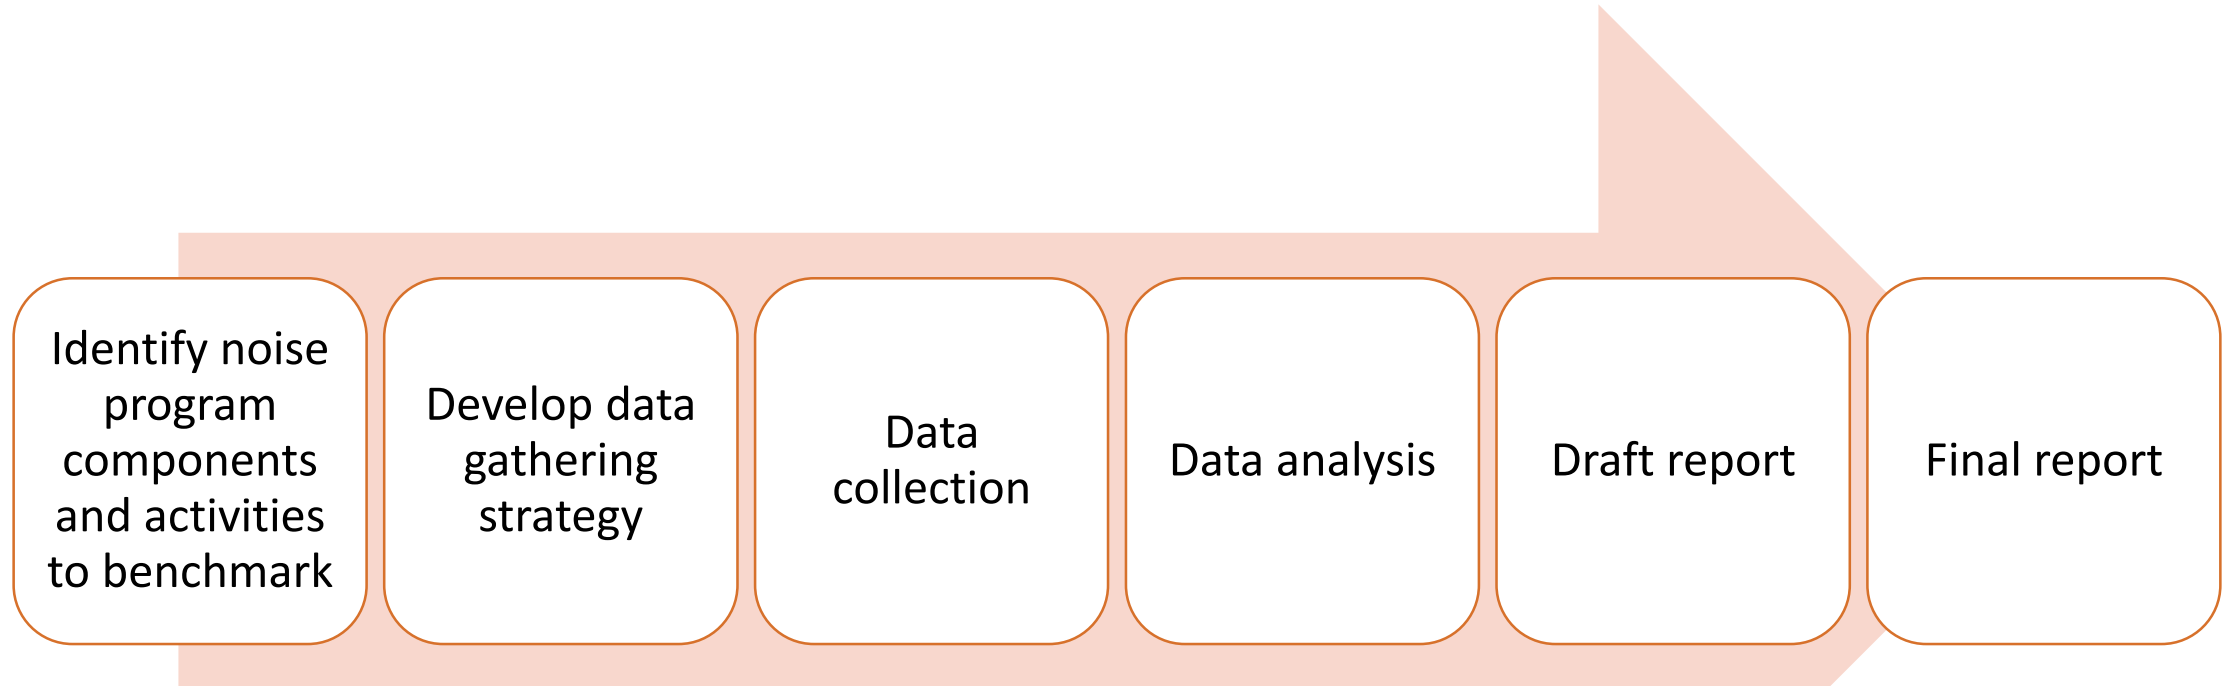 Identify noise
program
components
and activities
to benchmark
Develop data
gathering
strategy
Data
collection
Data analysis
Draft report
Final report